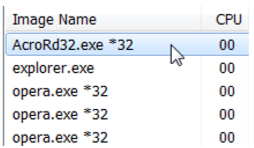 Image Name CPU
AcroRd32.exe *32 00
explorer.exe 00
opera.exe *32 00
opera.exe *32 00
opera.exe *32 00